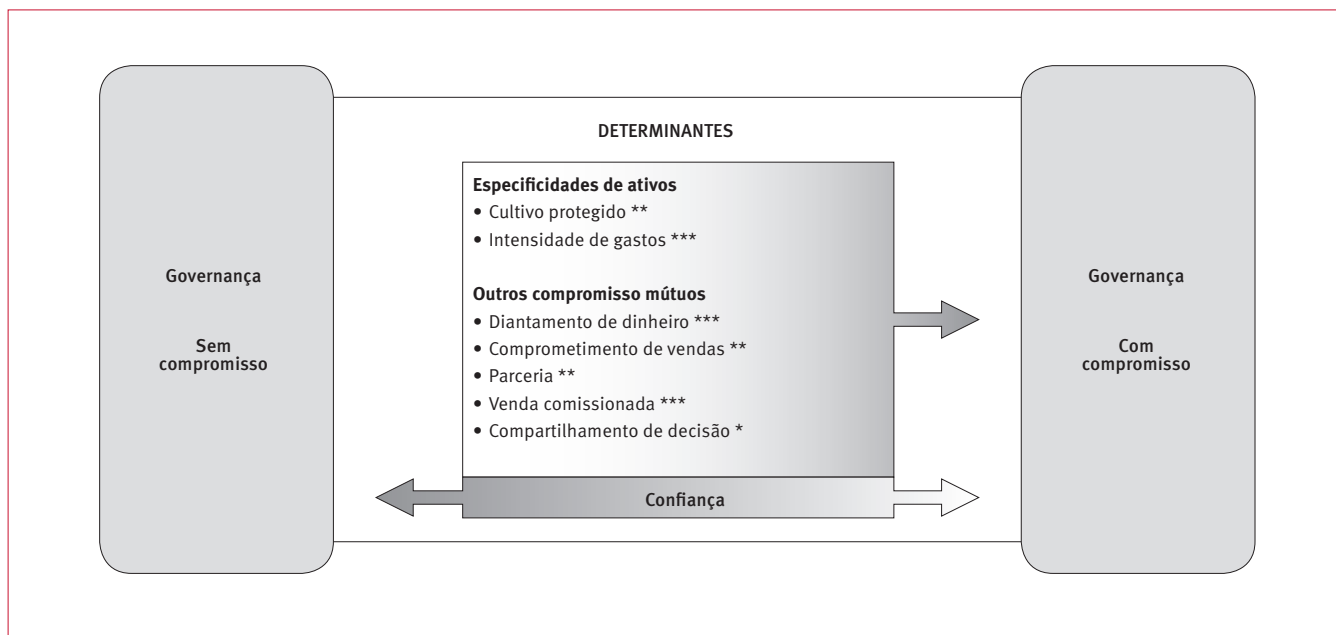 Governança
Sem
compromisso
DETERMINANTES
Especificidades de ativos
• Cultivo protegido **
• Intensidade de gastos ***
Outros compromisso mútuos
• Diantamento de dinheiro ***
• Comprometimento de vendas **
• Parceria **
• Venda comissionada ***
• Compartilhamento de decisão *
Confiança
Governança
Com
compromisso